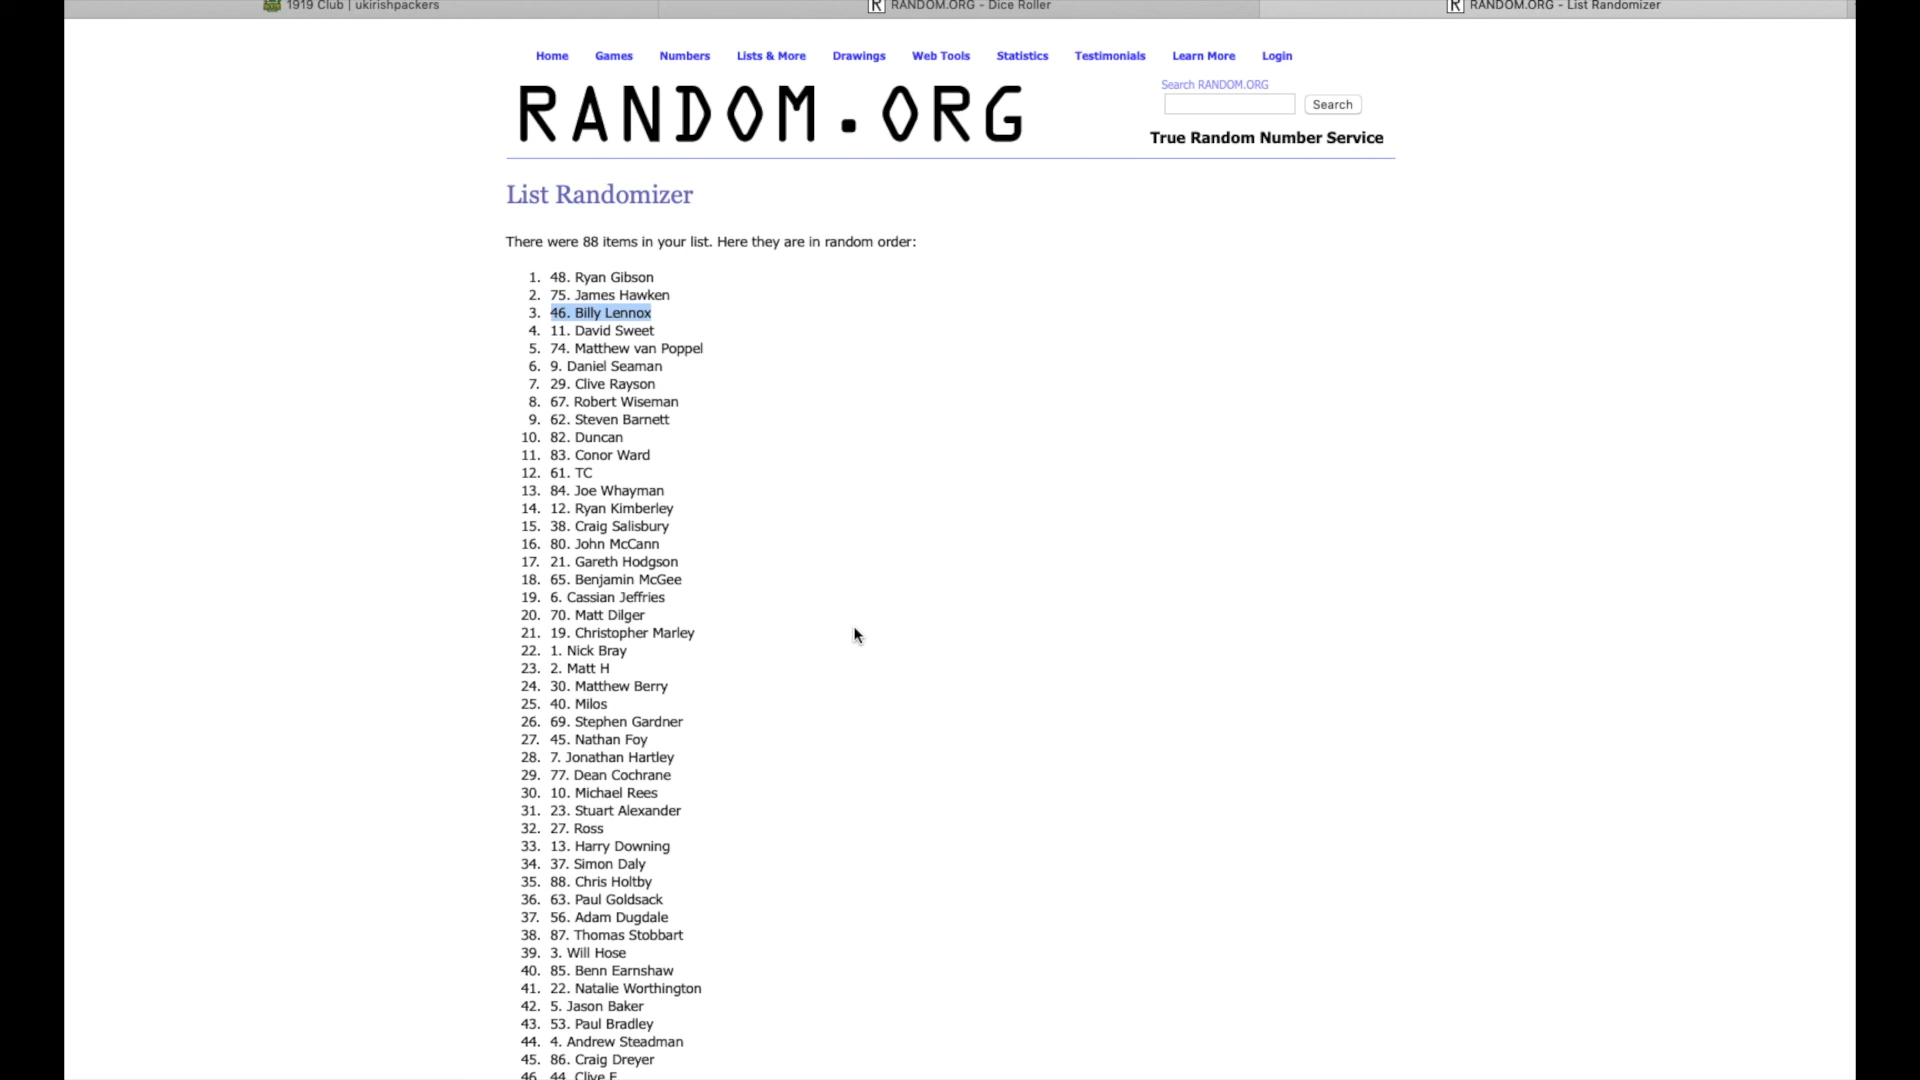 1919 Club | ukirishpackers
RANDOM.ORG - Dice Roller
RANDOM.ORG - List Randomizer
Home Games Numbers Lists & More Drawings Web Tools Statistics Testimonials Learn More Login
RANDOM.ORG
Search RANDOM.ORG
Search
True Random Number Service
List Randomizer
There were 88 items in your list. Here they are in random order:
1. 48. Ryan Gibson
2. 75. James Hawken
3. 46. Billy Lennox
4. 11. David Sweet
5. 74. Matthew van Poppel
6. 9. Daniel Seaman
7. 29. Clive Rayson
8. 67. Robert Wiseman
9. 62. Steven Barnett
10. 82. Duncan
11. 83. Conor Ward
12. 61. TC
13. 84. Joe Whayman
14. 12. Ryan Kimberley
15. 38. Craig Salisbury
16. 80. John McCann
17. 21. Gareth Hodgson
18. 65. Benjamin McGee
19. 6. Cassian Jeffries
20. 70. Matt Dilger
21. 19. Christopher Marley
22. 1. Nick Bray
23. 2. Matt H
24. 30. Matthew Berry
25. 40. Milos
26. 69. Stephen Gardner
27. 45. Nathan Foy
28. 7. Jonathan Hartley
29. 77. Dean Cochrane
30. 10. Michael Rees
31. 23. Stuart Alexander
32. 27. Ross
33. 13. Harry Downing
34. 37. Simon Daly
35. 88. Chris Holtby
36. 63. Paul Goldsack
37. 56. Adam Dugdale
38. 87. Thomas Stobbart
39. 3. Will Hose
40. 85. Benn Earnshaw
41. 22. Natalie Worthington
42. 5. Jason Baker
43. 53. Paul Bradley
44. 4. Andrew Steadman
45. 86. Craig Dreyer
46. 44. Clive